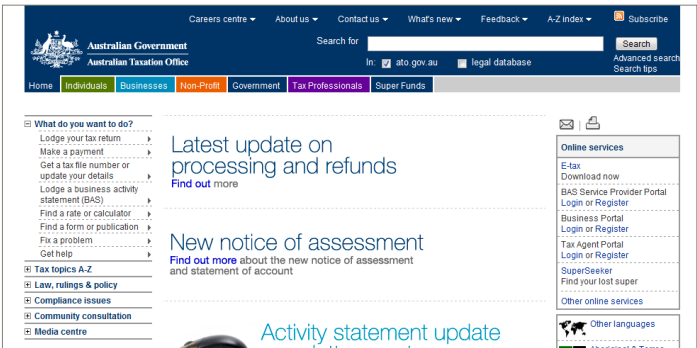 Careers centre
About us
Contact us
What's new
Feedback
A-Z index
Subscribe
Australian Government
Australian Taxation Office
Search for
Search
In:
ato.gov.au
legal database
Advanced search
Search tips
Home
Individuals
Businesses
Non-Profit
Government
Tax Professionals
Super Funds
What do you want to do?
Lodge your tax return
Make a payment
Get a tax file number or
update your details
Lodge a business activity
statement (BAS)
Find a rate or calculator
Find a form or publication
Fix a problem
Get help
Tax topics A-Z
Law, rulings & policy
Compliance issues
Community consultation
Media centre
Latest update on
processing and refunds
Find out more
New notice of assessment
Find out more about the new notice of assessment
and statement of account
Activity statement update
Online services
E-tax
Download now
BAS Service Provider Portal
Login or Register
Business Portal
Login or Register
Tax Agent Portal
Login or Register
SuperSeeker
Find your lost super
Other online services
Other languages